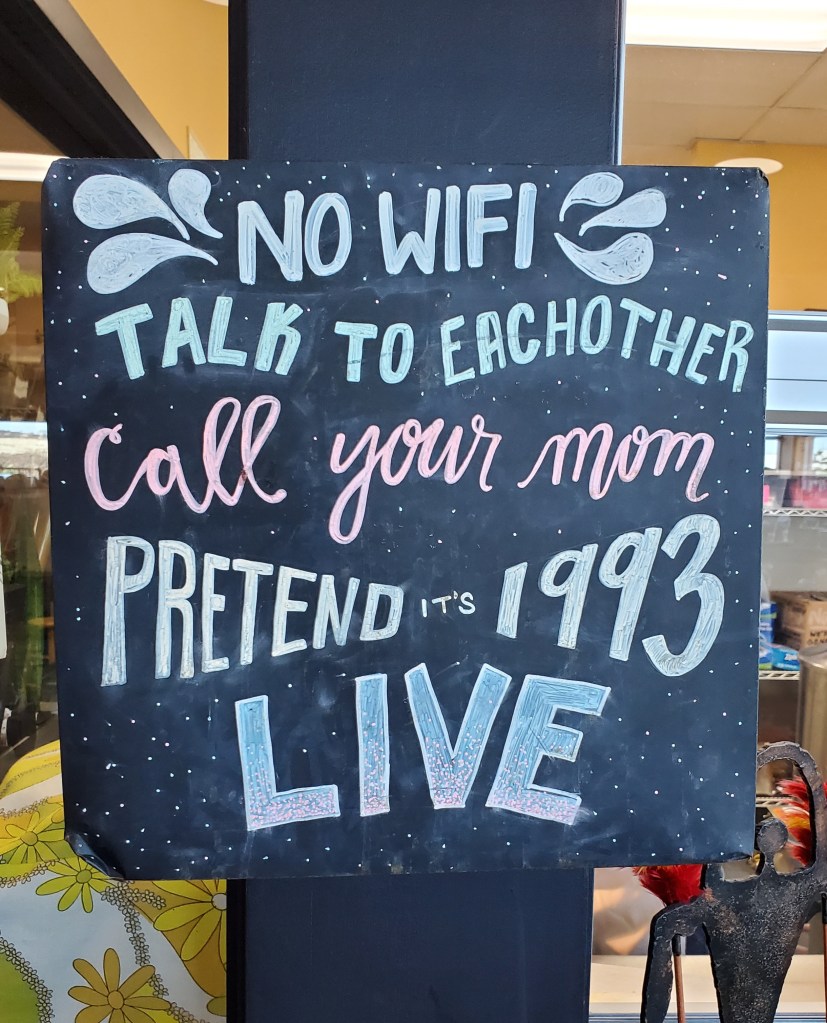 NO WIFI
TALK TO EACHOTHER
call your mom
PRETEND IT'S 1993
LIVE